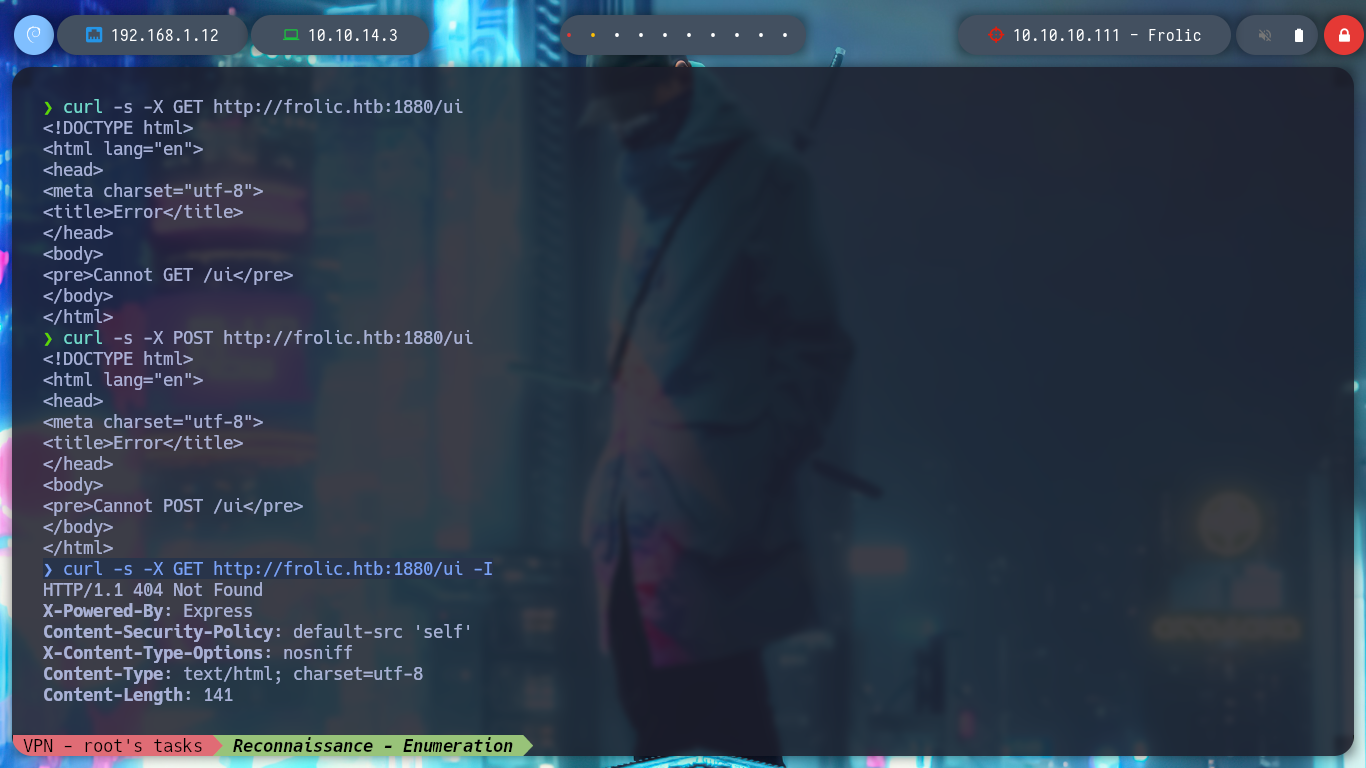 192.168.1.12
10.10.14.3
10.10.10.111 - Frolic
❯ curl -s -X GET http://frolic.htb:1880/ui
<!DOCTYPE html>
<html lang="en">
<head>
<meta charset="utf-8">
<title>Error</title>
</head>
<body>
<pre>Cannot GET /ui</pre>
</body>
</html>
❯ curl -s -X POST http://frolic.htb:1880/ui
<!DOCTYPE html>
<html lang="en">
<head>
<meta charset="utf-8">
<title>Error</title>
</head>
<body>
<pre>Cannot POST /ui</pre>
</body>
</html>
❯ curl -s -X GET http://frolic.htb:1880/ui -I
HTTP/1.1 404 Not Found
X-Powered-By: Express
Content-Security-Policy: default-src 'self'
X-Content-Type-Options: nosniff
Content-Type: text/html; charset=utf-8
Content-Length: 141
VPN - root's tasks
Reconnaissance - Enumeration